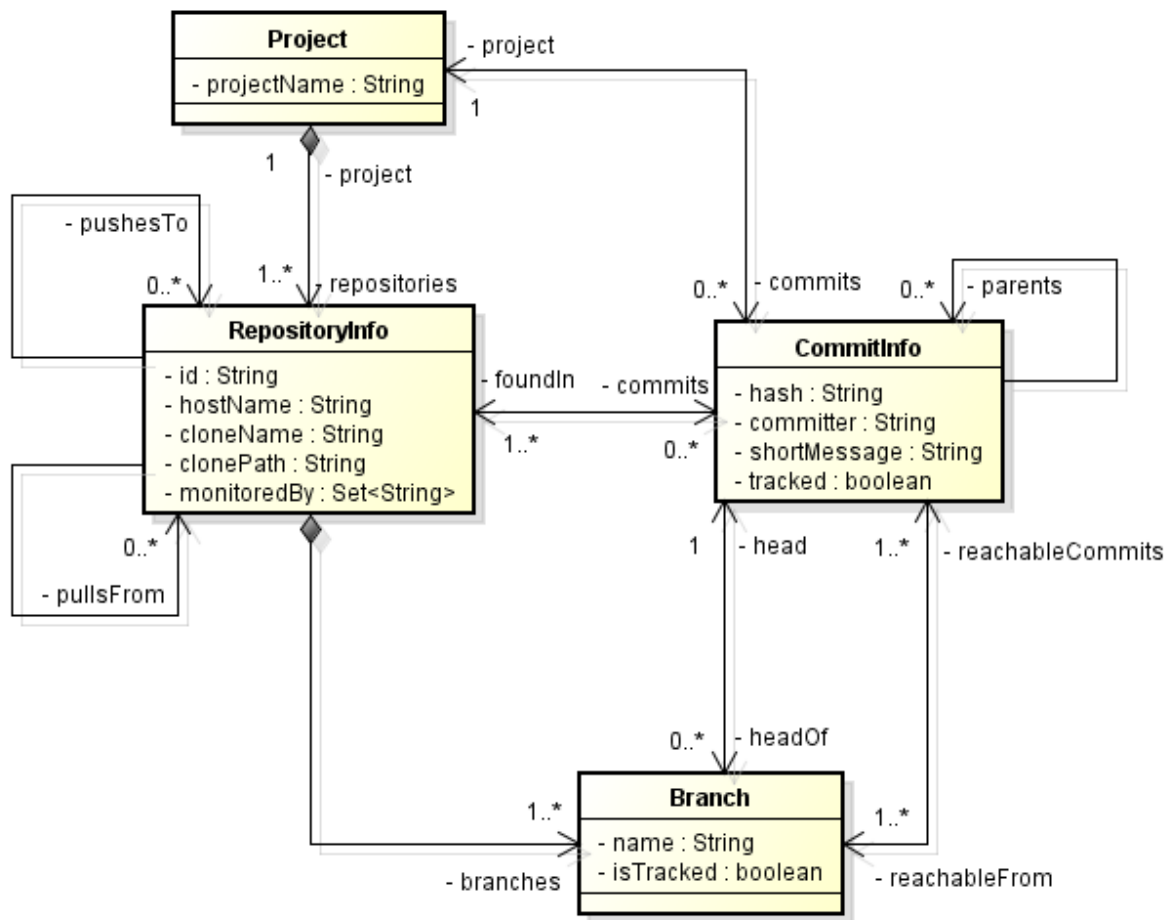 Project
- projectName : String
- project
1
1
- project
- pushesTo
0..*
1..*
- repositories
0..*
- commits
0..*
- parents
RepositoryInfo
- id : String
- hostName : String
- cloneName : String
- clonePath : String
- monitoredBy : Set<String>
- foundIn
- commits
1..*
0..*
CommitInfo
- hash : String
- committer : String
- shortMessage : String
- tracked : boolean
0..*
- pullsFrom
1
- head
1..*
- reachableCommits
0..*
- headOf
1..*
- branches
Branch
- name : String
- isTracked : boolean
1..*
- reachableFrom